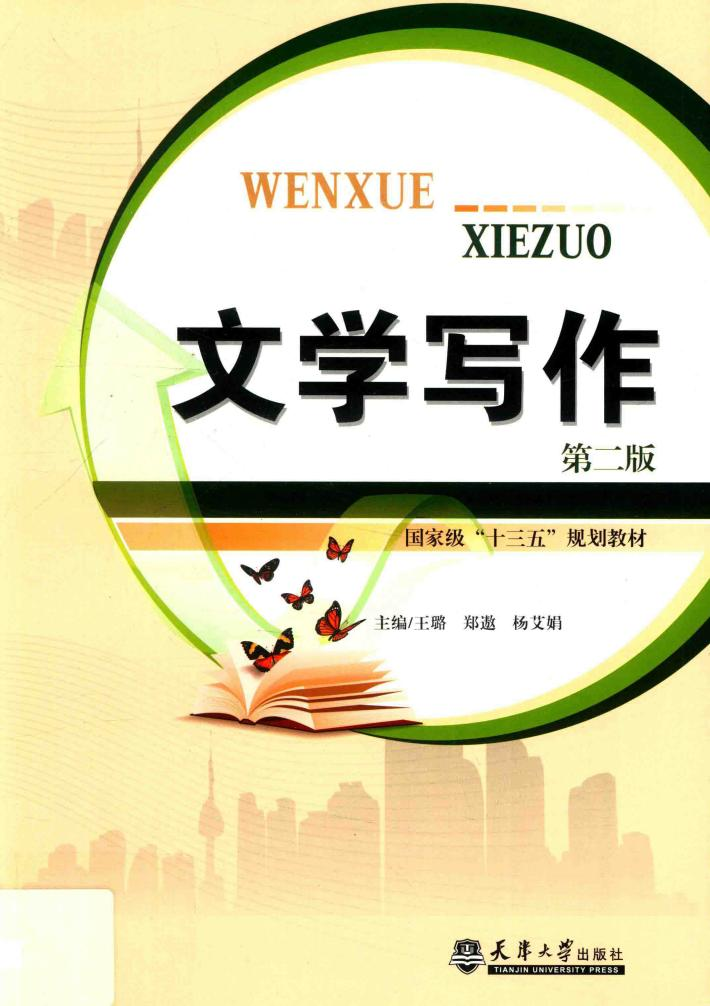 WENXUE
XIEZUO
文学写作
第二版
国家级“十三五”规划教材
主编/王璐 郑遨 杨艾娟
天津大学出版社
TIANJIN UNIVERSITY PRESS